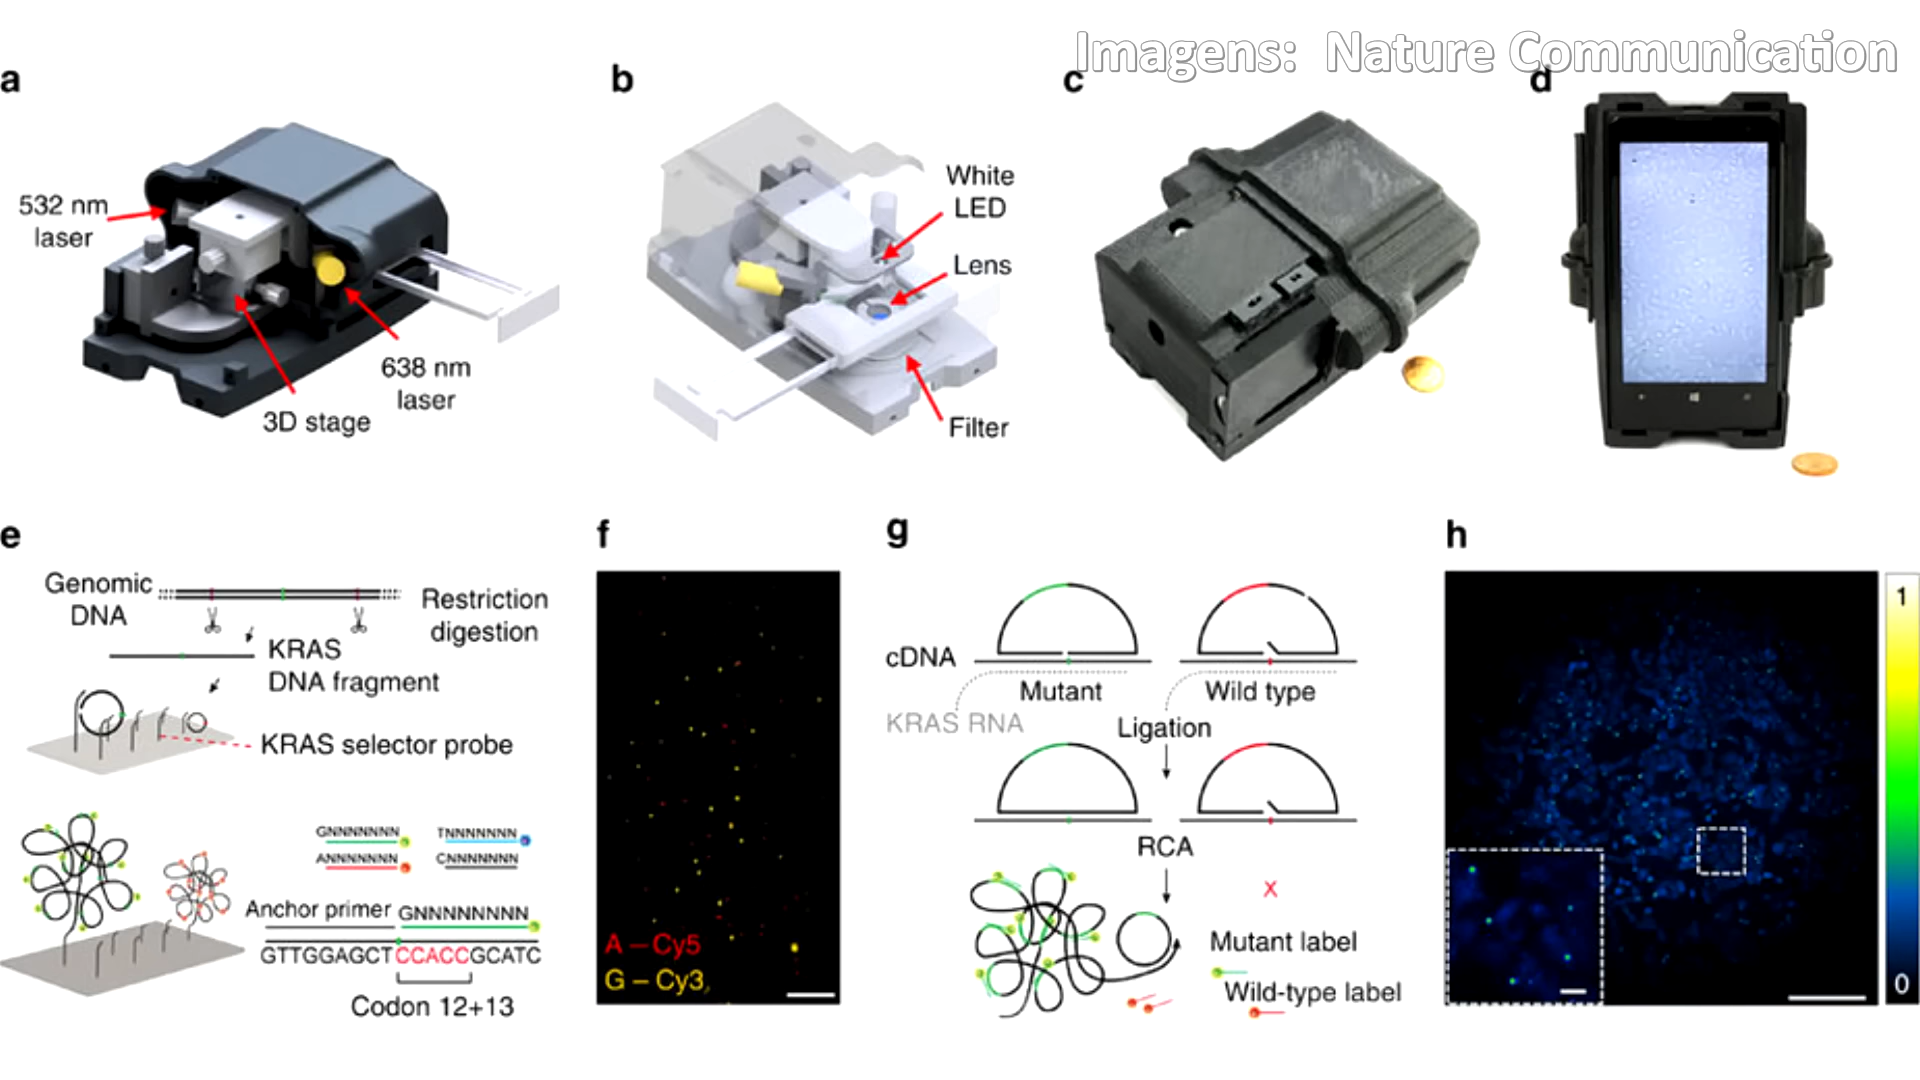 Imagens: Nature Communication
a
532 nm
laser
638 nm
laser
3D stage
b
White
LED
Lens
Filter
c
d
e
Genomic
DNA
Restriction
digestion
KRAS
DNA fragment
KRAS selector probe
GNNNNNNN
TNNNNNNN
ANNNNNNN
CNNNNNNN
Anchor primer
GNNNNNNNN
GTTGGAGCTCCACCGCATC
Codon 12+13
f
A – Cy5
G – Cy3
g
cDNA
Mutant
Wild type
KRAS RNA
Ligation
RCA
X
Mutant label
Wild-type label
h
1
0